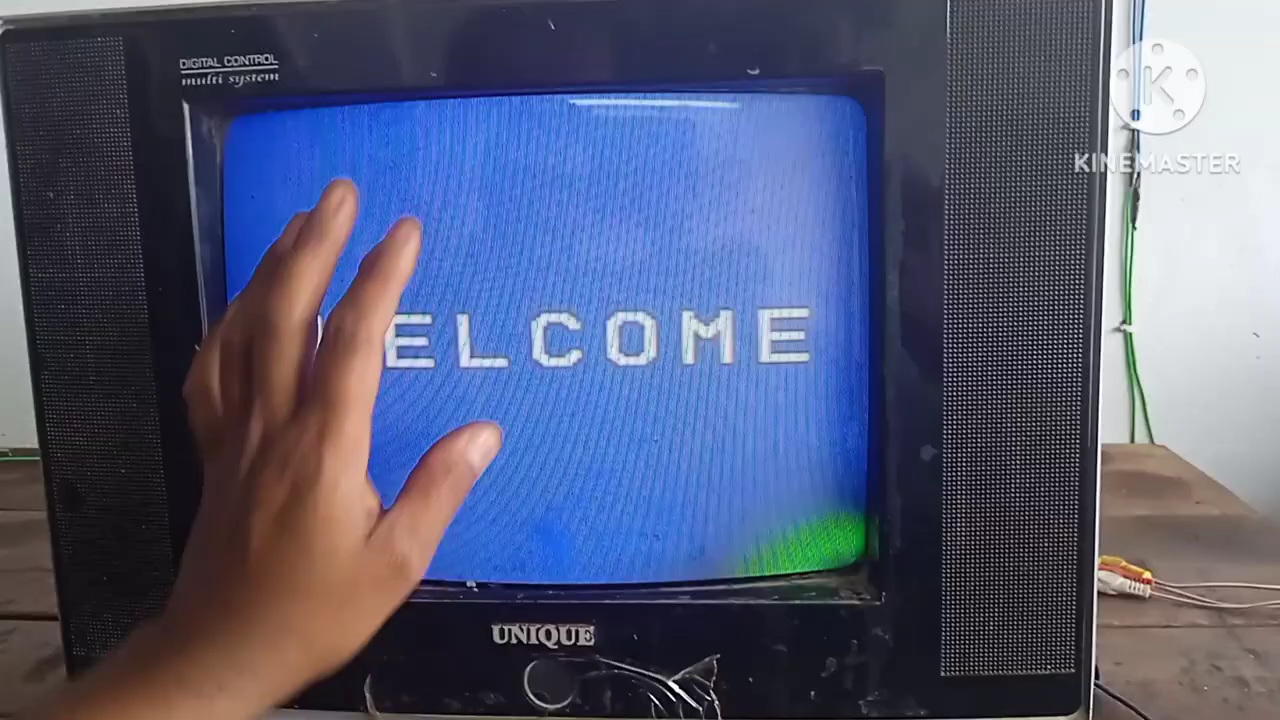 DIGITAL CONTROL
multi system
K
KINEMASTER
ELCOME
UNIQUE